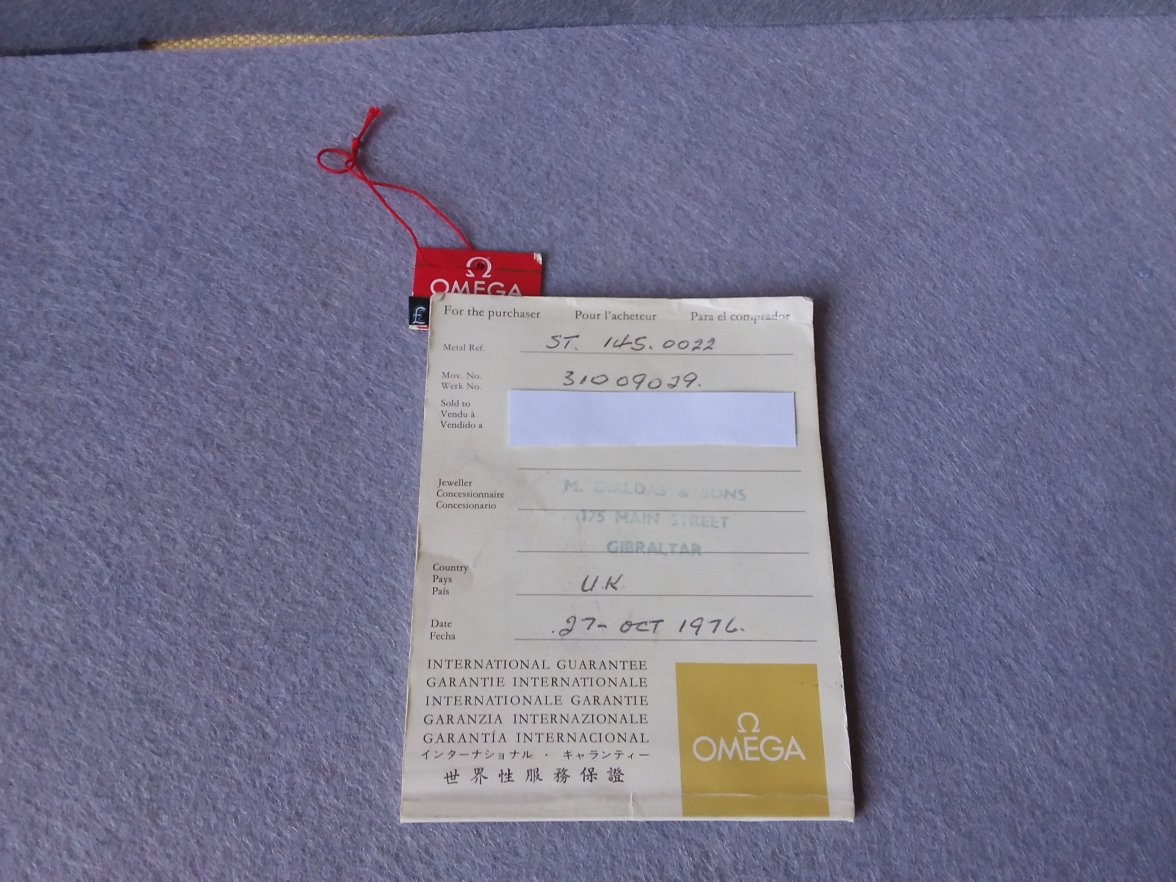 Ω
OMEGA
£
For the purchaser Pour l'acheteur Para el comprador
Metal Ref. ST. 145.0022
Mov. No.
Werk No. 31009029.
Sold to
Vendu à
Vendido a
Jeweller
Concessionnaire
Concesionario
M. DIALDAS & SONS
175 MAIN STREET
GIBRALTAR
Country
Pays
País
U.K.
Date
Fecha
27- OCT 1976.
INTERNATIONAL GUARANTEE
GARANTIE INTERNATIONALE
INTERNATIONALE GARANTIE
GARANZIA INTERNAZIONALE
GARANTÍA INTERNACIONAL
インターナショナル・ギャランティー
世界性服務保證
Ω
OMEGA